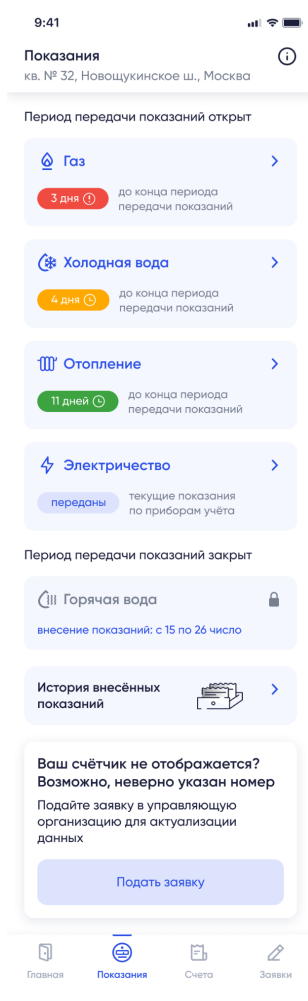 9:41
Показания
кв. № 32, Новощукинское ш., Москва
Период передачи показаний открыт
Газ
3 дня
до конца периода
передачи показаний
Холодная вода
4 дня
до конца периода
передачи показаний
Отопление
11 дней
до конца периода
передачи показаний
Электричество
переданы
текущие показания
по приборам учёта
Период передачи показаний закрыт
Горячая вода
внесение показаний: с 15 по 26 число
История внесённых
показаний
Ваш счётчик не отображается?
Возможно, неверно указан номер
Подайте заявку в управляющую
организацию для актуализации
данных
Подать заявку
Главная
Показания
Счета
Заявки